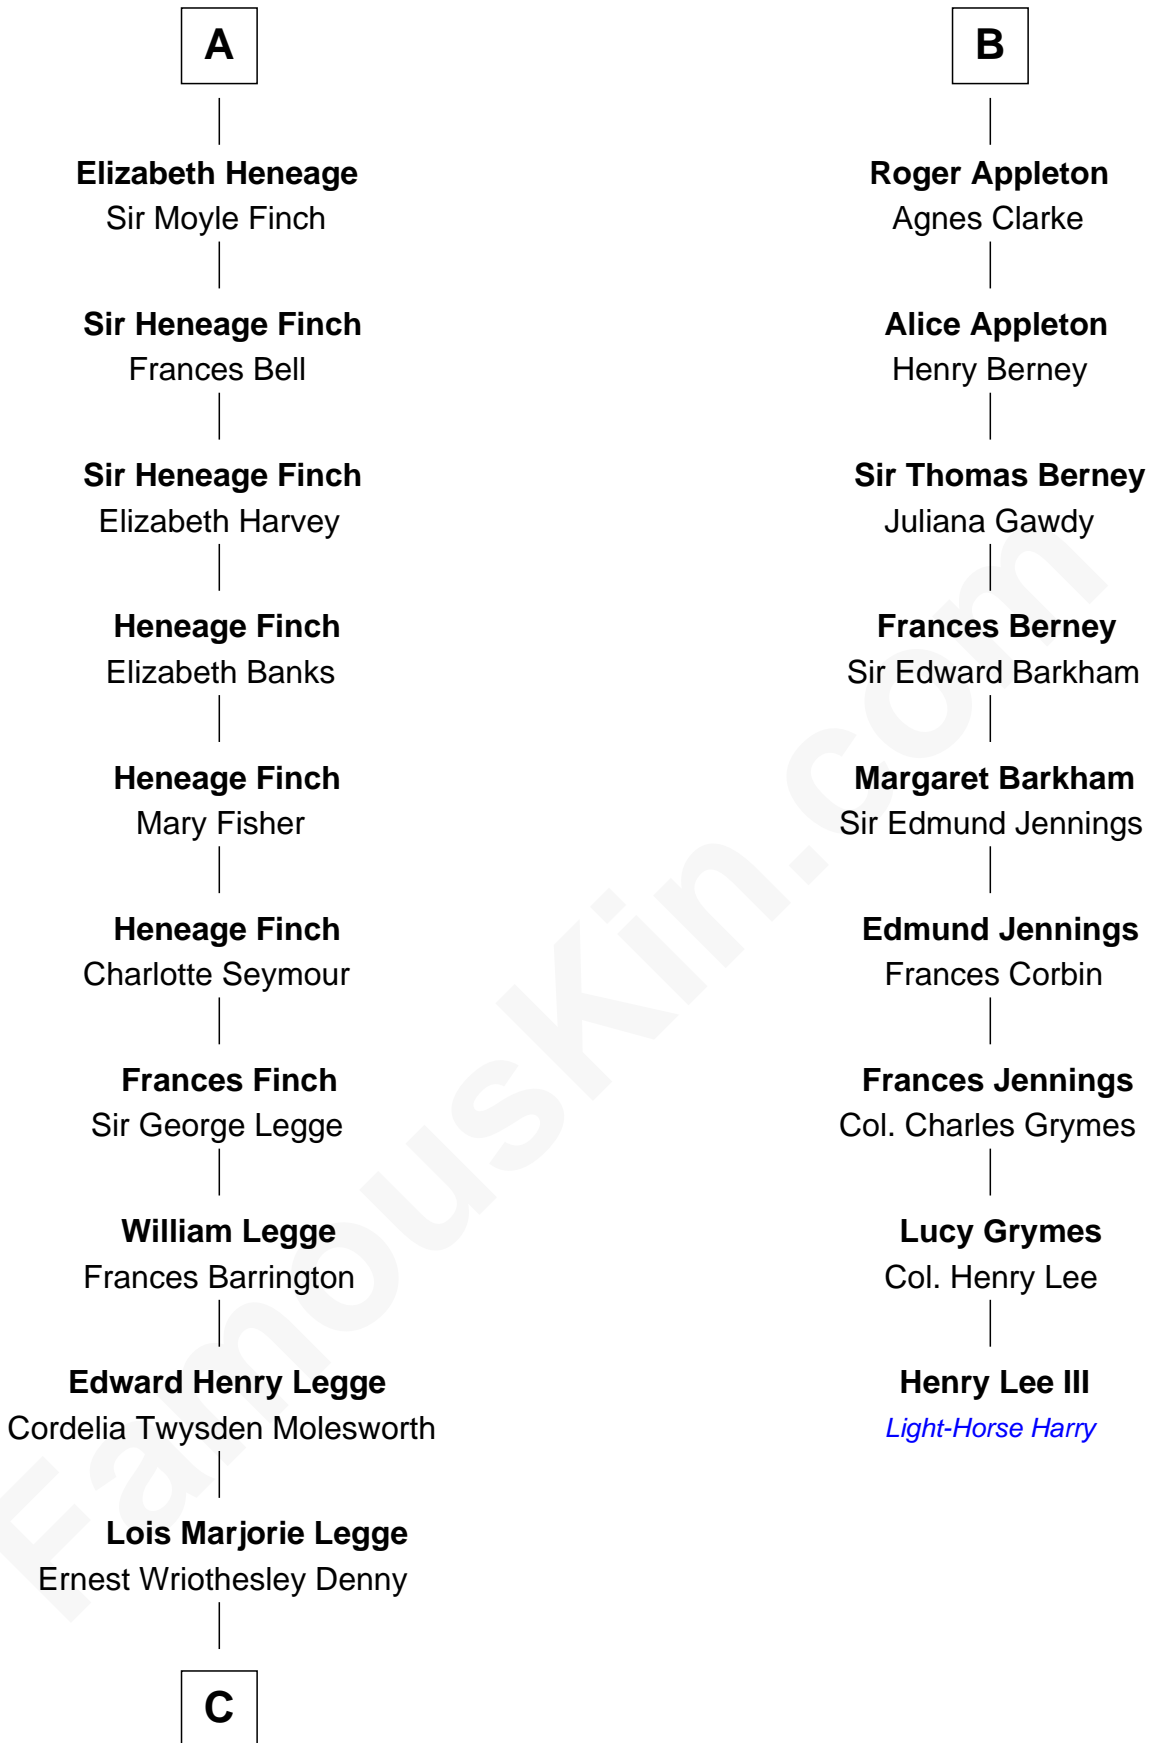 A
Elizabeth Heneage
Sir Moyle Finch
Sir Heneage Finch
Frances Bell
Sir Heneage Finch
Elizabeth Harvey
Heneage Finch
Elizabeth Banks
Heneage Finch
Mary Fisher
Heneage Finch
Charlotte Seymour
Frances Finch
Sir George Legge
William Legge
Frances Barrington
Edward Henry Legge
Cordelia Twysden Molesworth
Lois Marjorie Legge
Ernest Wriothesley Denny
C
B
Roger Appleton
Agnes Clarke
Alice Appleton
Henry Berney
Sir Thomas Berney
Juliana Gawdy
Frances Berney
Sir Edward Barkham
Margaret Barkham
Sir Edmund Jennings
Edmund Jennings
Frances Corbin
Frances Jennings
Col. Charles Grymes
Lucy Grymes
Col. Henry Lee
Henry Lee III
Light-Horse Harry
FamousKin.com